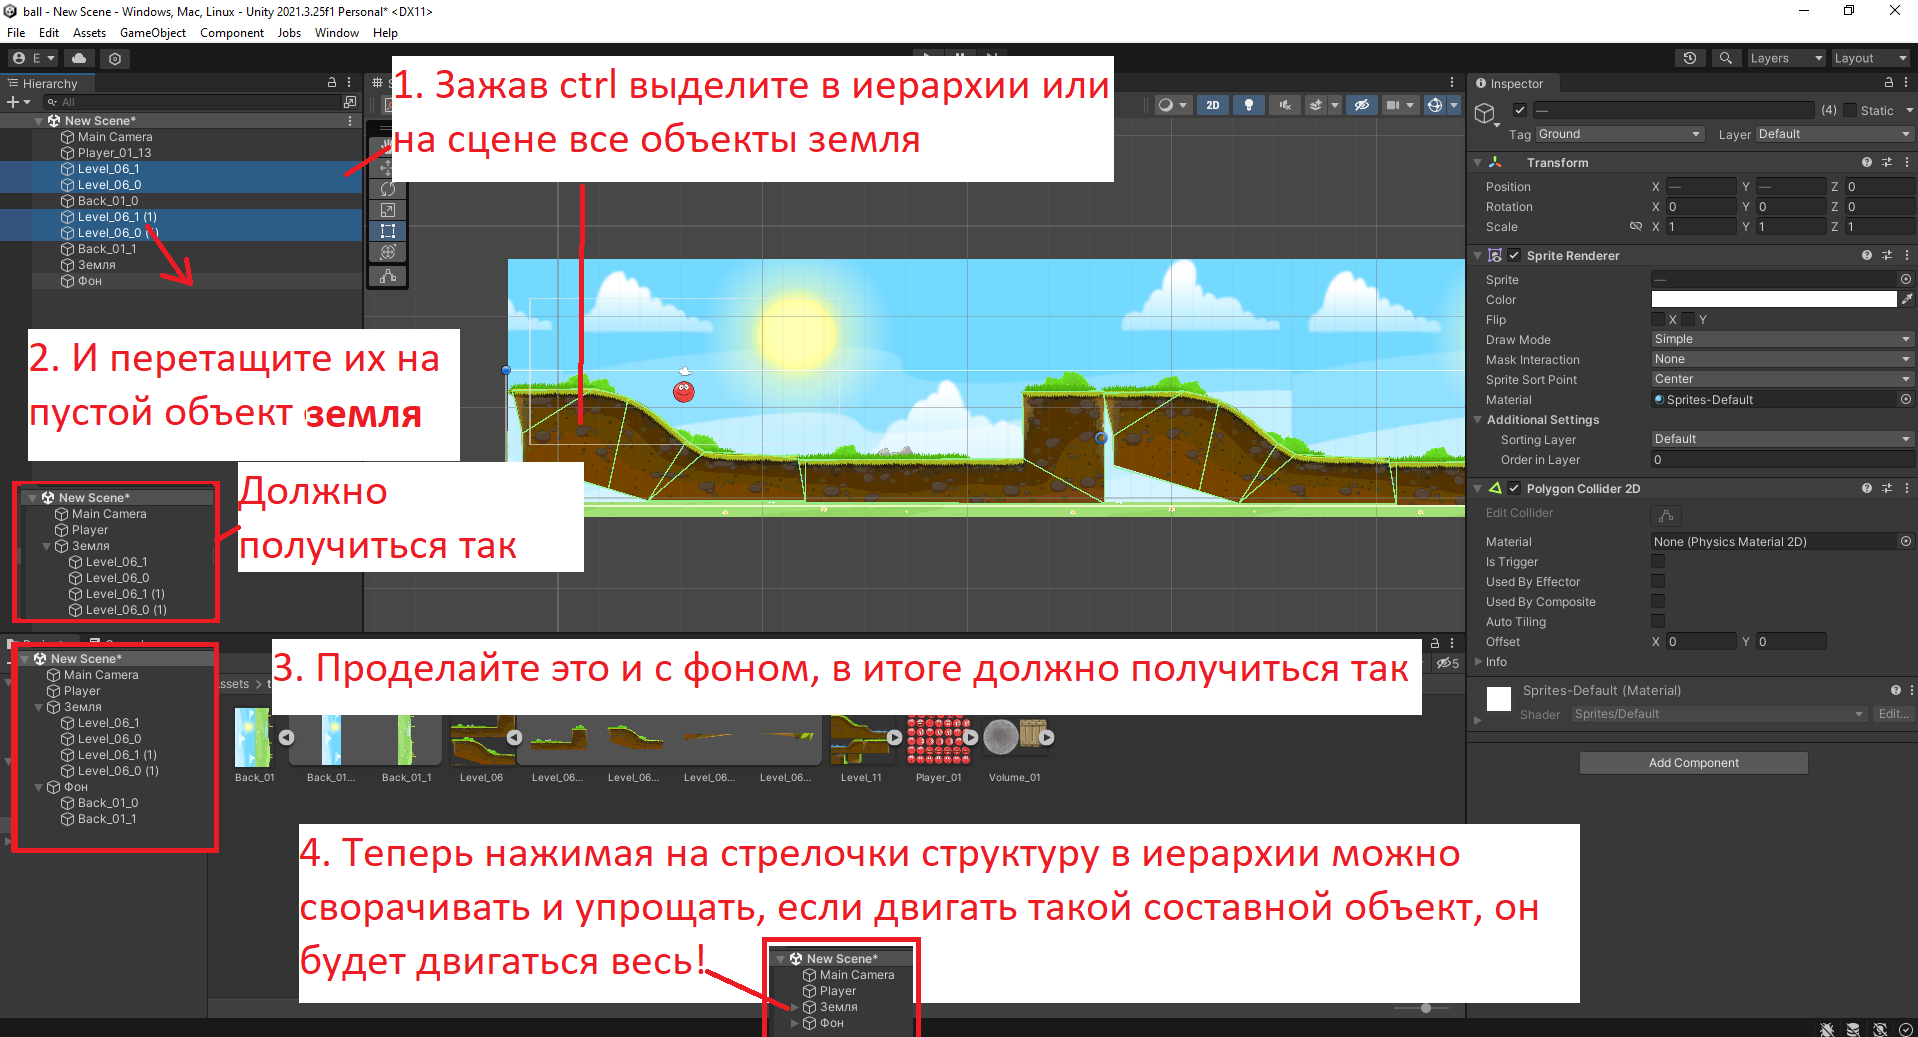 ball - New Scene - Windows, Mac, Linux - Unity 2021.3.25f1 Personal* <DX11>
File Edit Assets GameObject Component Jobs Window Help
E
Layers
Layout
Hierarchy
All
New Scene*
Main Camera
Player_01_13
Level_06_1
Level_06_0
Back_01_0
Level_06_1 (1)
Level_06_0
Back_01_1
Земля
Фон
1. Зажав ctrl выделите в иерархии или
на сцене все объекты земля
2D
2. И перетащите их на
пустой объект земля
Должно
получиться так
New Scene*
Main Camera
Player
Земля
Level_06_1
Level_06_0
Level_06_1 (1)
Level_06_0 (1)
New Scene*
Main Camera
Player
Земля
Level_06_1
Level_06_0
Level_06_1 (1)
Level_06_0 (1)
Фон
Back_01_0
Back_01_1
3. Проделайте это и с фоном, в итоге должно получиться так
5
ssets > t
Back_01 Back_01... Back_01_1 Level_06 Level_06... Level_06... Level_06... Level_06... Level_11 Player_01 Volume_01
4. Теперь нажимая на стрелочки структуру в иерархии можно
сворачивать и упрощать, если двигать такой составной объект, он
будет двигаться весь!
New Scene*
Main Camera
Player
Земля
Фон
Inspector
— (4) Static
Tag Ground Layer Default
Transform
Position X — Y — Z 0
Rotation X 0 Y 0 Z 0
Scale X 1 Y 1 Z 1
Sprite Renderer
Sprite —
Color
Flip X Y
Draw Mode Simple
Mask Interaction None
Sprite Sort Point Center
Material Sprites-Default
Additional Settings
Sorting Layer Default
Order in Layer 0
Polygon Collider 2D
Edit Collider
Material None (Physics Material 2D)
Is Trigger
Used By Effector
Used By Composite
Auto Tiling
Offset X 0 Y 0
Info
Sprites-Default (Material)
Shader Sprites/Default Edit...
Add Component